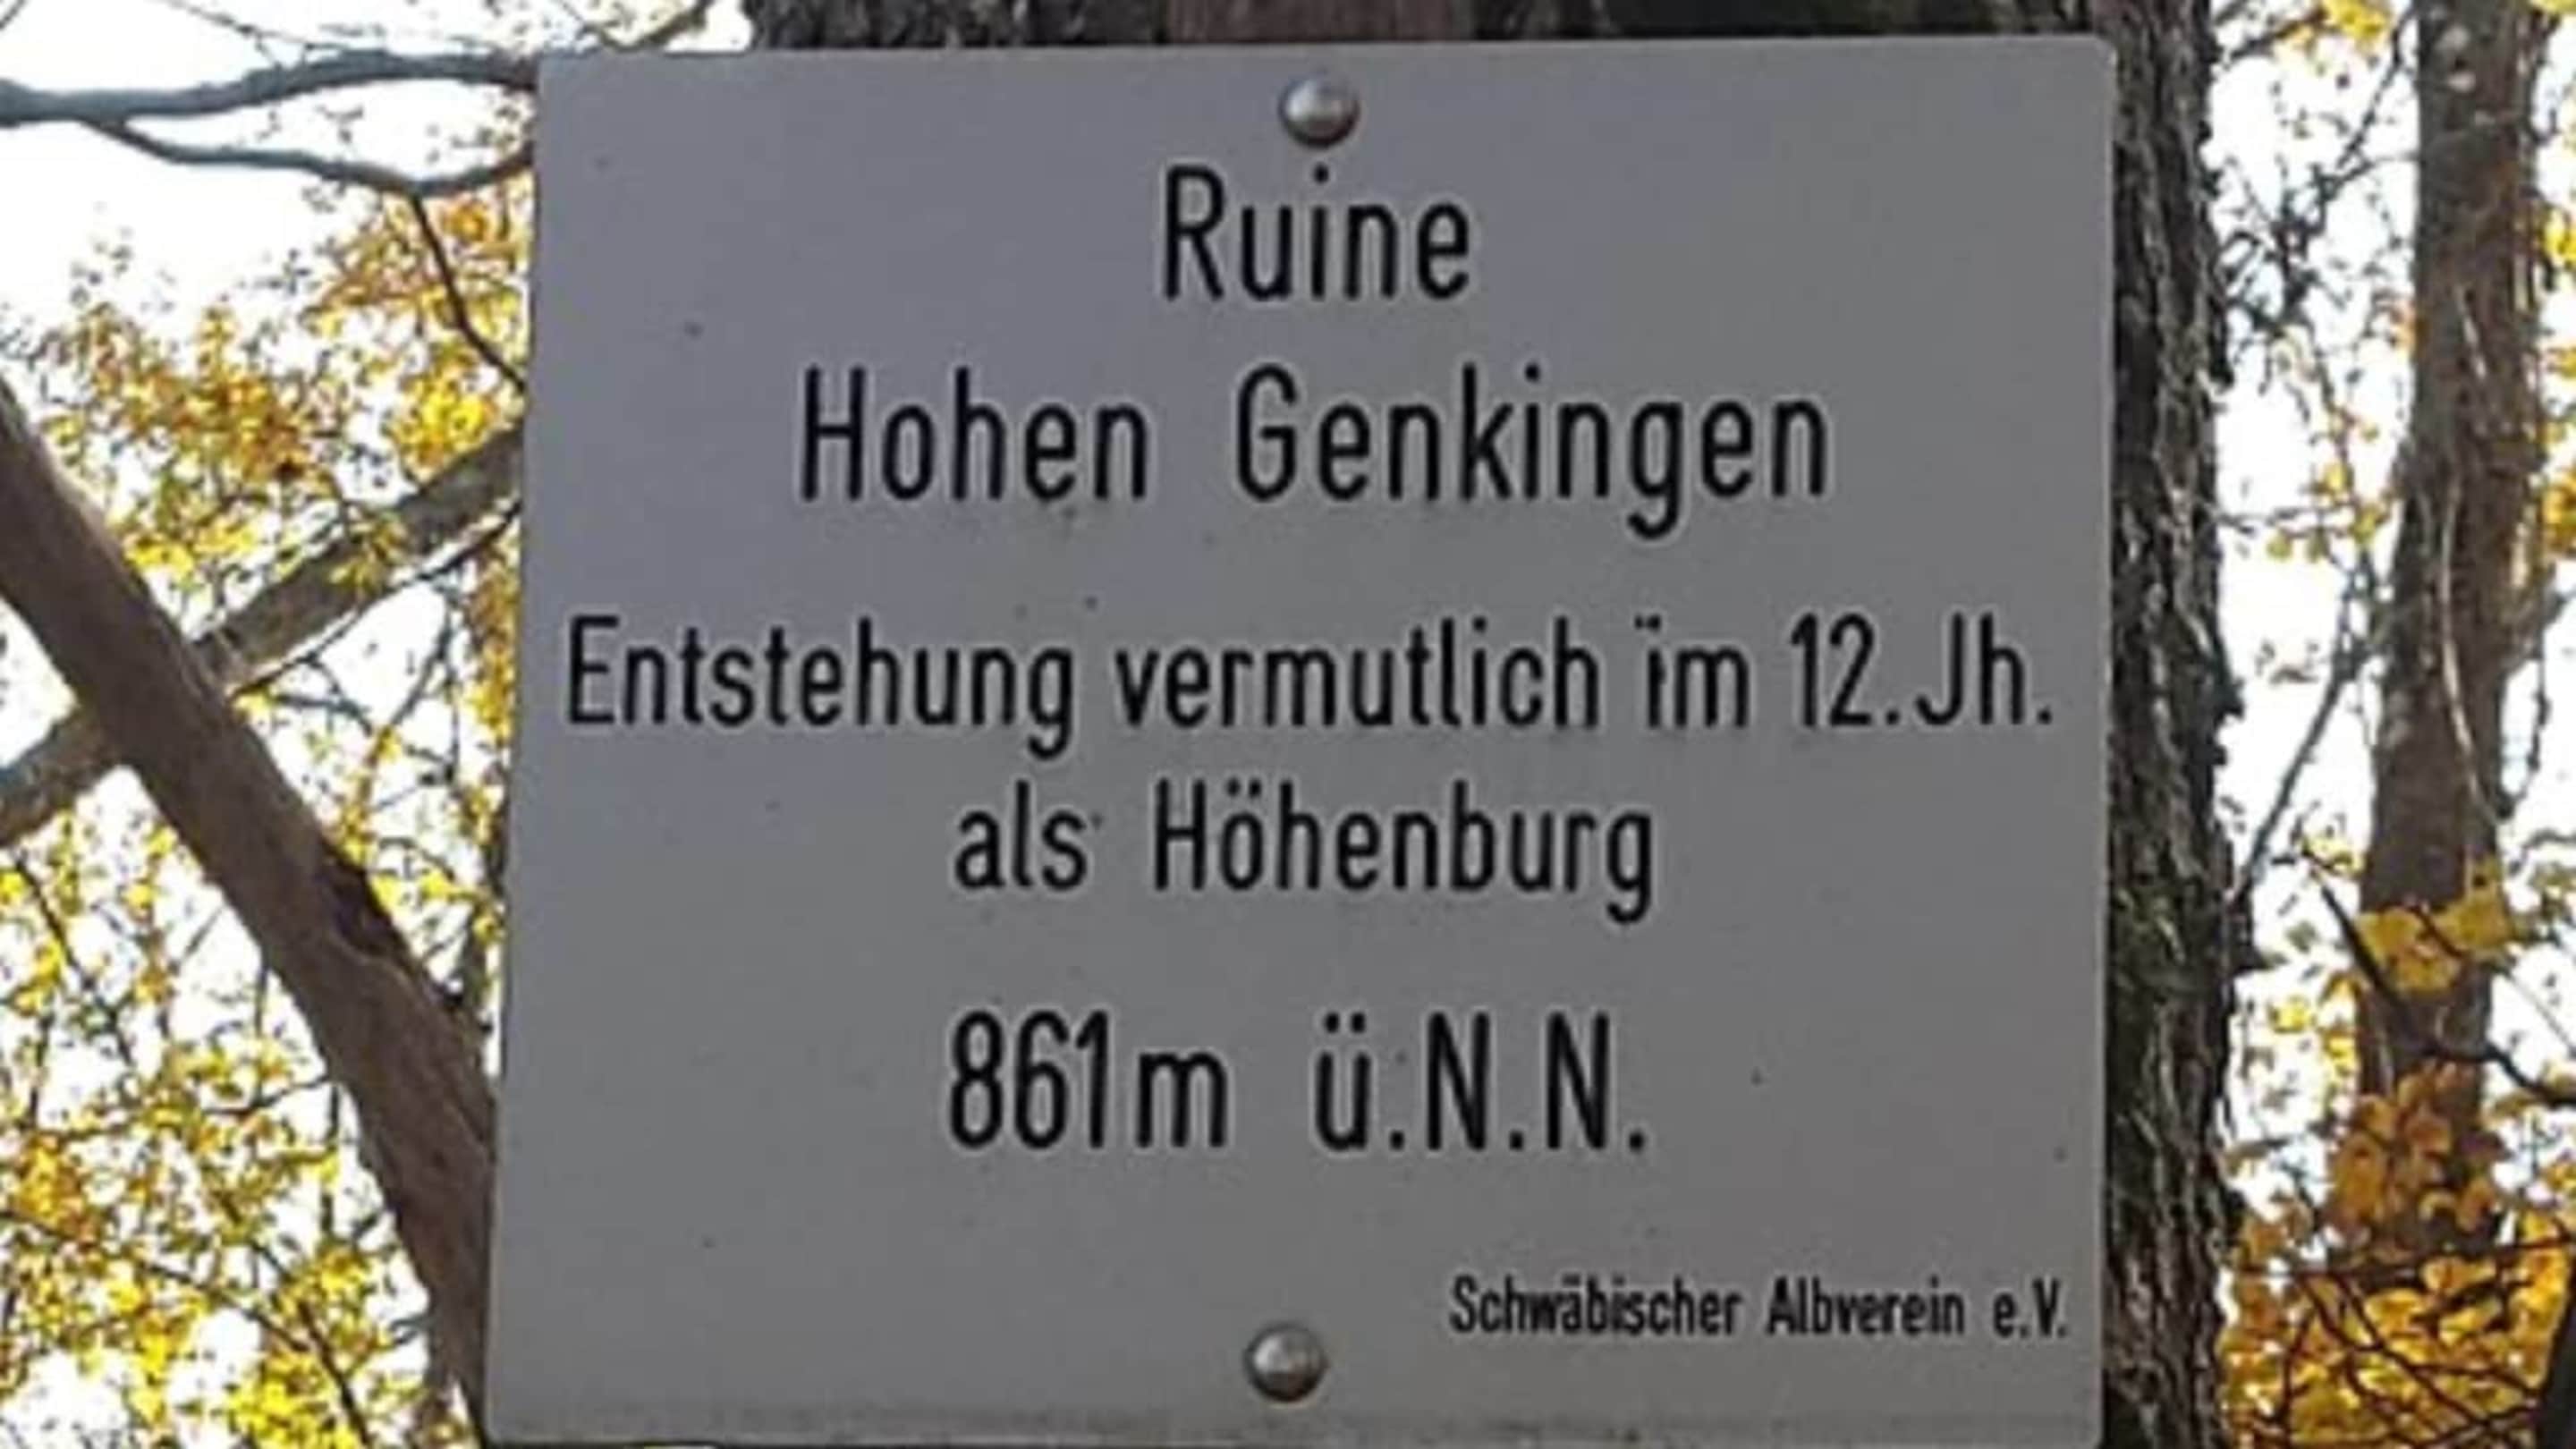 Ruine
Hohen Genkingen
Entstehung vermutlich im 12. Jh.
als Höhenburg
861m ü.N.N.
Schwäbischer Albverein e.V.